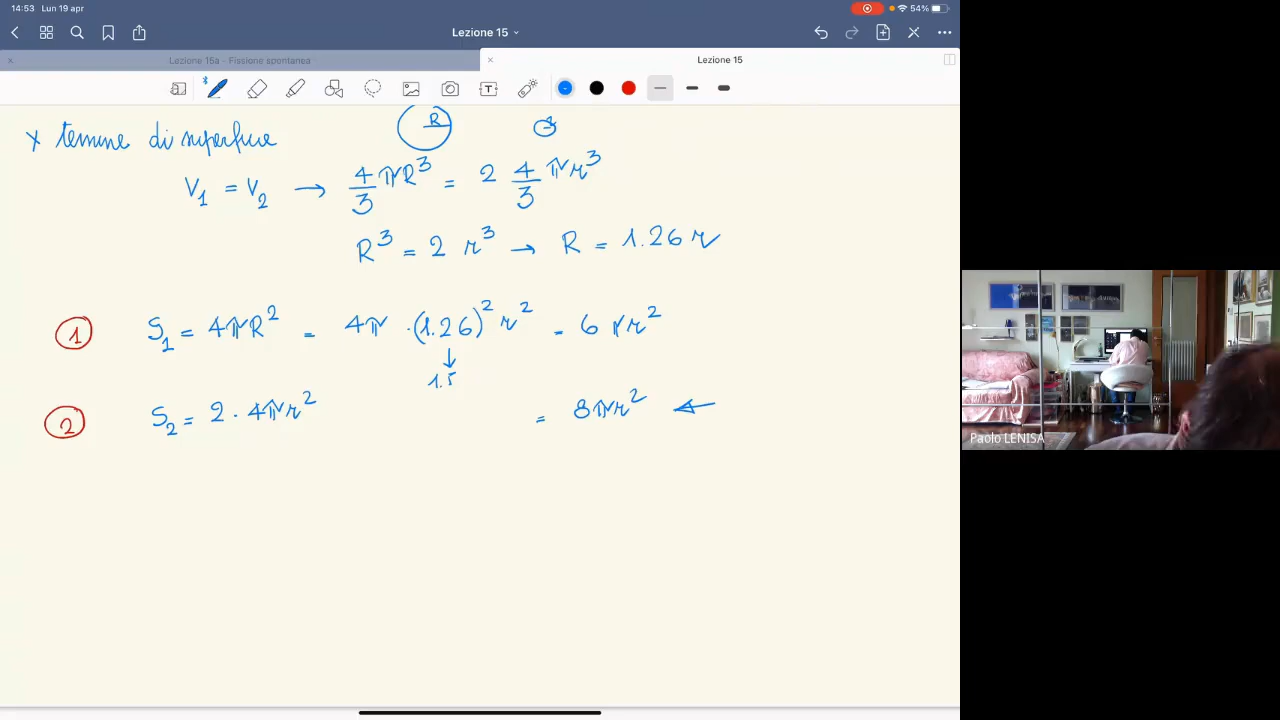 14:53 Lun 19 apr
54%
Lezione 15
Lezione 15a - Fissione spontanea
Lezione 15
x termine di superficie
R
r
V₁ = V₂ → 4/3 πR³ = 2 4/3 πr³
R³ = 2 r³ → R = 1.26 r
① S₁ = 4πR² = 4π · (1.26)² r² = 6 πr²
↓
1.5
② S₂ = 2 · 4πr² = 8πr² ←
Paolo LENISA